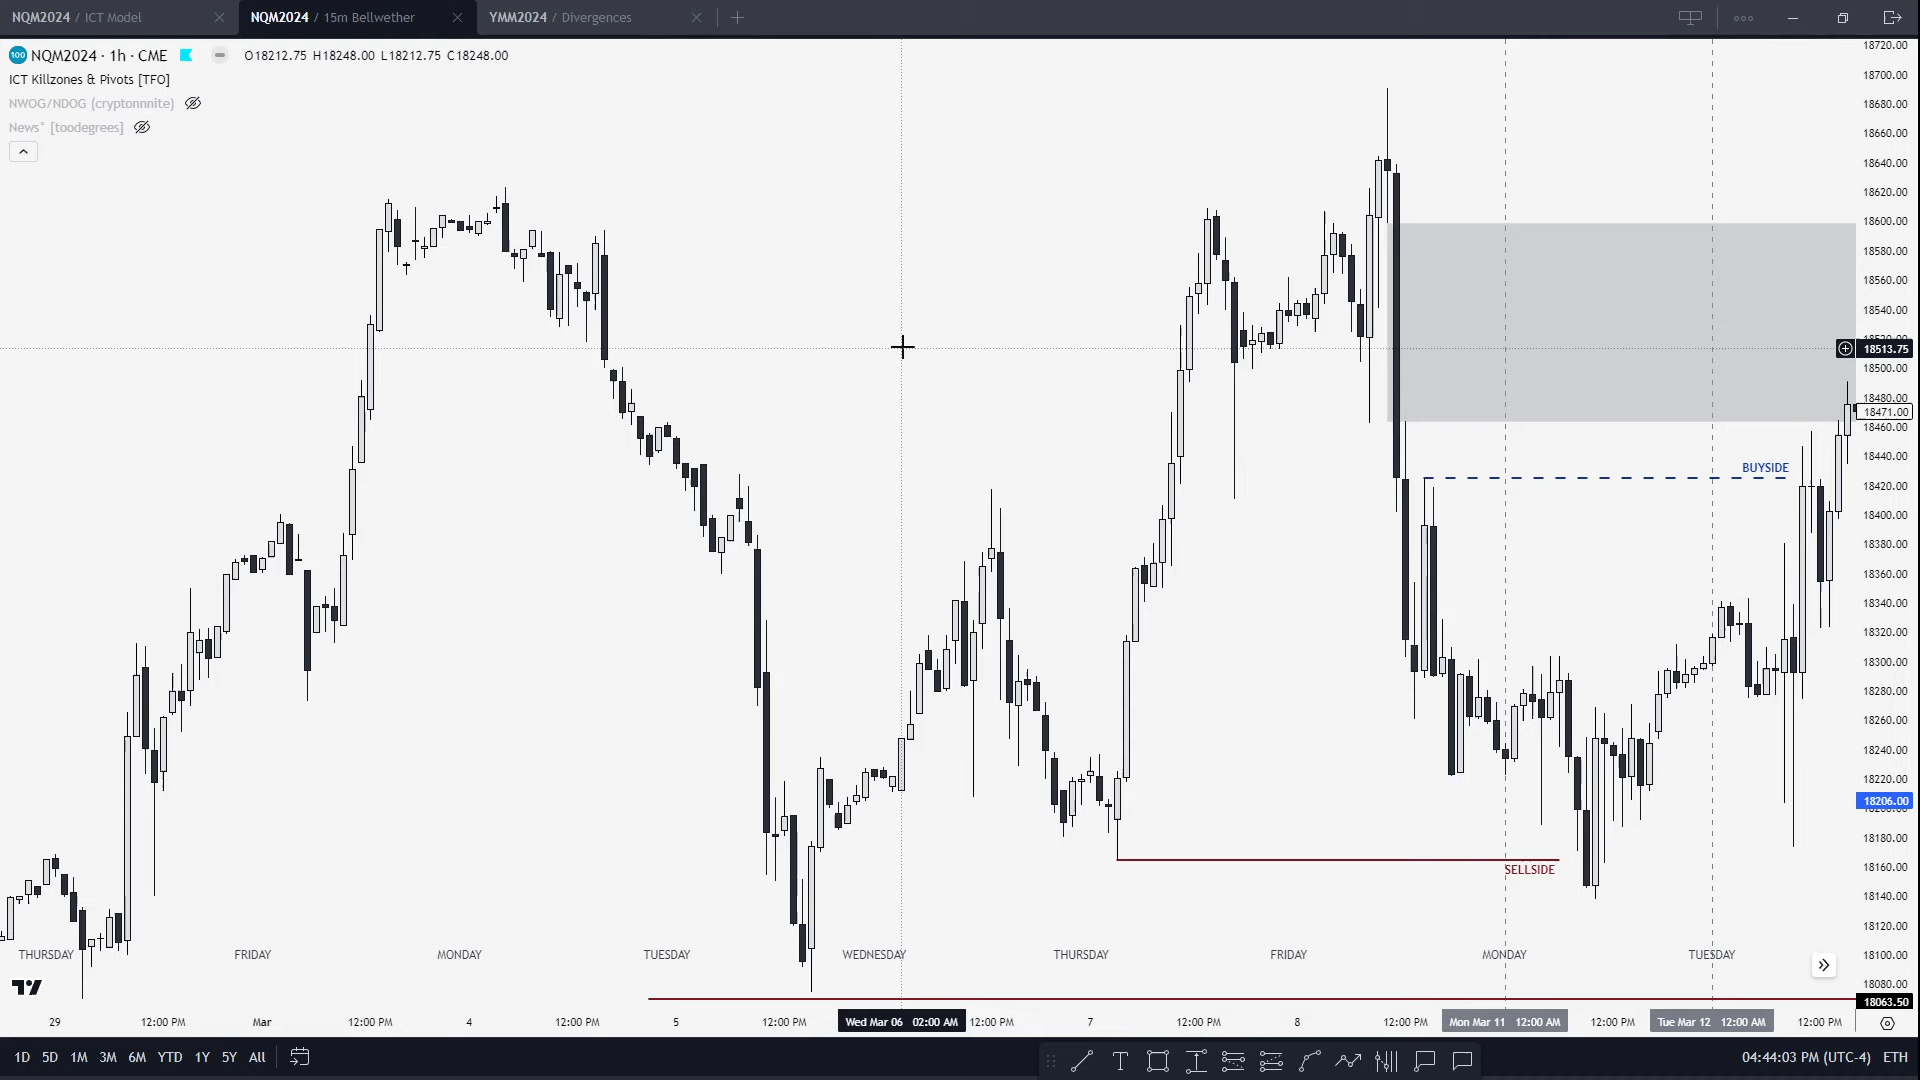 NQM2024 / ICT Model
NQM2024 / 15m Bellwether
YMM2024 / Divergences
100 NQM2024 · 1h · CME
O18212.75 H18248.00 L18212.75 C18248.00
ICT Killzones & Pivots [TFO]
NWOG/NDOG (cryptonnnite)
News° [toodegrees]
18720.00
18700.00
18680.00
18660.00
18640.00
18620.00
18600.00
18580.00
18560.00
18540.00
18513.75
18500.00
18480.00
18471.00
18460.00
18440.00
18420.00
18400.00
18380.00
18360.00
18340.00
18320.00
18300.00
18280.00
18260.00
18240.00
18220.00
18206.00
18180.00
18160.00
18140.00
18120.00
18100.00
18080.00
18063.50
BUYSIDE
SELLSIDE
THURSDAY FRIDAY MONDAY TUESDAY WEDNESDAY THURSDAY FRIDAY MONDAY TUESDAY
29 12:00 PM Mar 12:00 PM 4 12:00 PM 5 12:00 PM Wed Mar 06 02:00 AM 12:00 PM 7 12:00 PM 8 12:00 PM Mon Mar 11 12:00 AM 12:00 PM Tue Mar 12 12:00 AM 12:00 PM
1D 5D 1M 3M 6M YTD 1Y 5Y All
04:44:03 PM (UTC-4) ETH